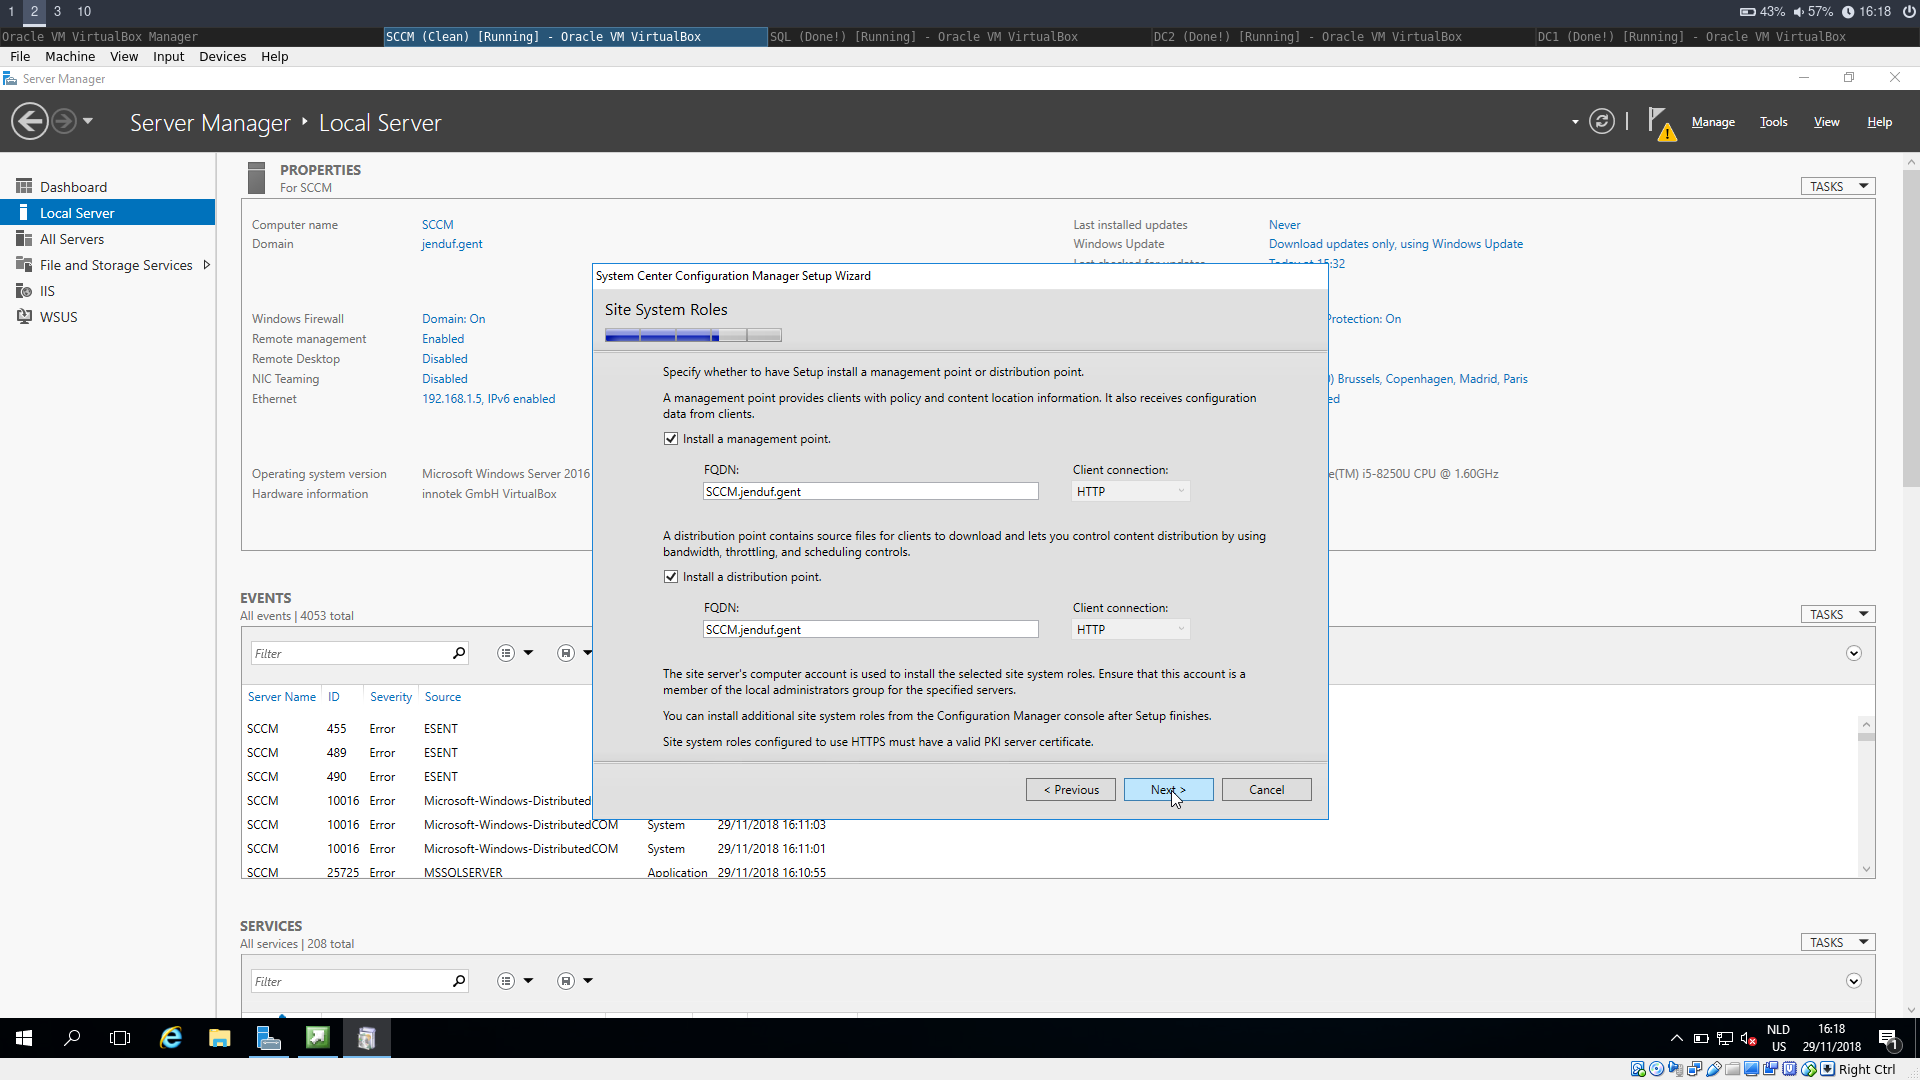 1 2 3 10
43% 57% 16:18
Oracle VM VirtualBox Manager
SCCM (Clean) [Running] - Oracle VM VirtualBox
SQL (Done!) [Running] - Oracle VM VirtualBox
DC2 (Done!) [Running] - Oracle VM VirtualBox
DC1 (Done!) [Running] - Oracle VM VirtualBox
File Machine View Input Devices Help
Server Manager
Server Manager ‣ Local Server
Manage Tools View Help
Dashboard
Local Server
All Servers
File and Storage Services
IIS
WSUS
PROPERTIES
For SCCM
TASKS
Computer name SCCM
Domain jenduf.gent
Last installed updates Never
Windows Update Download updates only, using Windows Update
Last checked for updates Today at 15:32
Windows Firewall Domain: On
Remote management Enabled
Remote Desktop Disabled
NIC Teaming Disabled
Ethernet 192.168.1.5, IPv6 enabled
Protection: On
) Brussels, Copenhagen, Madrid, Paris
ed
Operating system version Microsoft Windows Server 2016
Hardware information innotek GmbH VirtualBox
e(TM) i5-8250U CPU @ 1.60GHz
System Center Configuration Manager Setup Wizard
Site System Roles
Specify whether to have Setup install a management point or distribution point.
A management point provides clients with policy and content location information. It also receives configuration
data from clients.
Install a management point.
FQDN: Client connection:
SCCM.jenduf.gent HTTP
A distribution point contains source files for clients to download and lets you control content distribution by using
bandwidth, throttling, and scheduling controls.
Install a distribution point.
FQDN: Client connection:
SCCM.jenduf.gent HTTP
The site server's computer account is used to install the selected site system roles. Ensure that this account is a
member of the local administrators group for the specified servers.
You can install additional site system roles from the Configuration Manager console after Setup finishes.
Site system roles configured to use HTTPS must have a valid PKI server certificate.
< Previous Next > Cancel
EVENTS
All events | 4053 total
TASKS
Filter
Server Name ID Severity Source
SCCM 455 Error ESENT
SCCM 489 Error ESENT
SCCM 490 Error ESENT
SCCM 10016 Error Microsoft-Windows-Distributed
SCCM 10016 Error Microsoft-Windows-DistributedCOM System 29/11/2018 16:11:03
SCCM 10016 Error Microsoft-Windows-DistributedCOM System 29/11/2018 16:11:01
SCCM 25725 Error MSSQLSERVER Application 29/11/2018 16:10:55
SERVICES
All services | 208 total
TASKS
Filter
NLD
US
16:18
29/11/2018
1
Right Ctrl